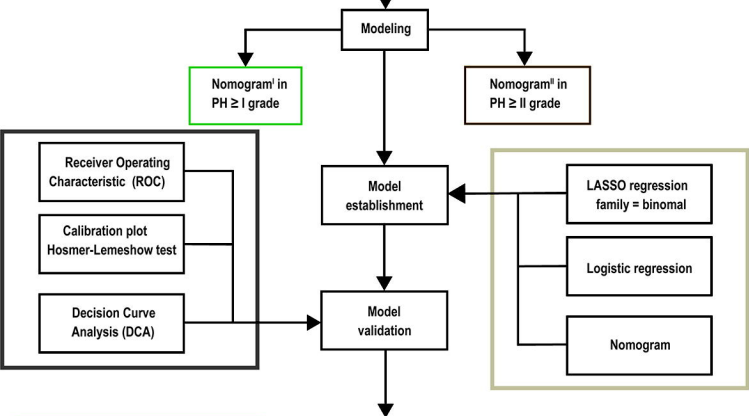 Modeling
Nomogramᴵ in
PH ≥ I grade
Nomogramᴵᴵ in
PH ≥ II grade
Receiver Operating
Characteristic (ROC)
Calibration plot
Hosmer-Lemeshow test
Decision Curve
Analysis (DCA)
Model
establishment
Model
validation
LASSO regression
family = binomal
Logistic regression
Nomogram